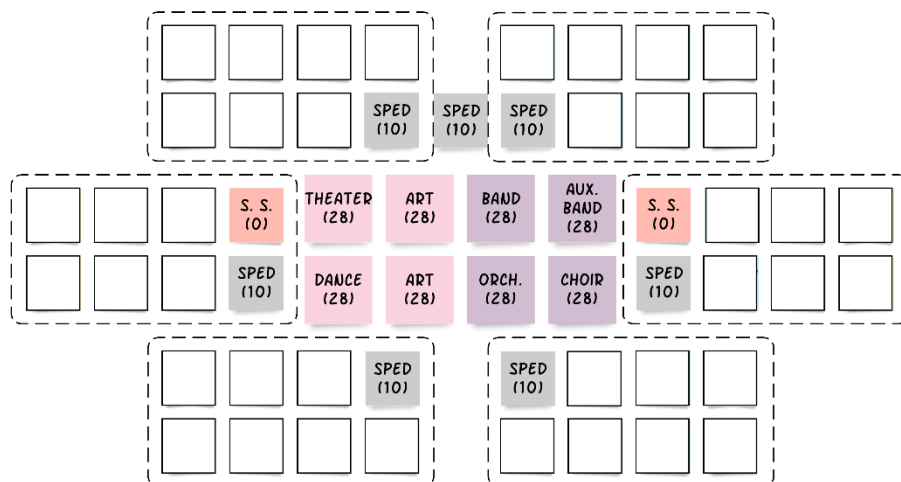 SPED
(10)
SPED
(10)
SPED
(10)
S. S.
(0)
THEATER
(28)
ART
(28)
BAND
(28)
AUX.
BAND
(28)
S. S.
(0)
SPED
(10)
DANCE
(28)
ART
(28)
ORCH.
(28)
CHOIR
(28)
SPED
(10)
SPED
(10)
SPED
(10)